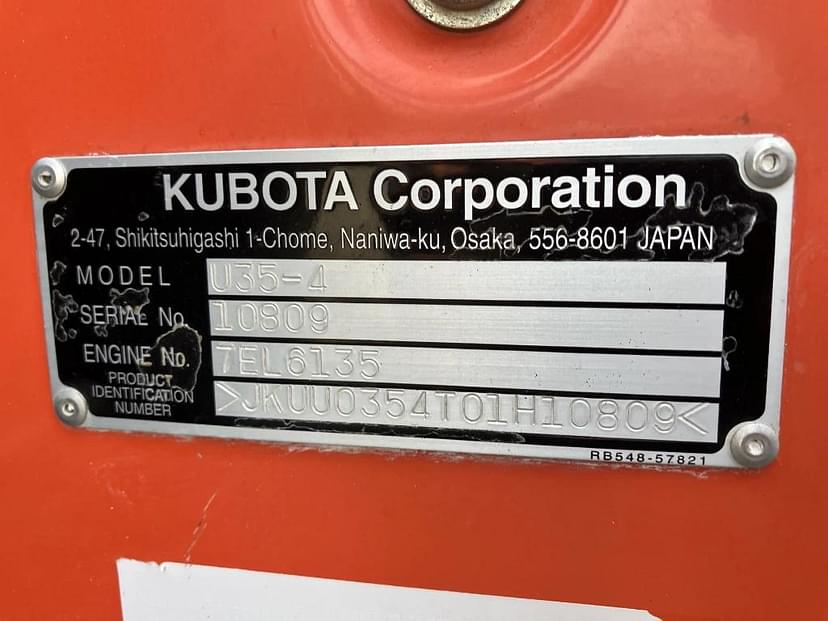 KUBOTA Corporation
2-47, Shikitsuhigashi 1-Chome, Naniwa-ku, Osaka, 556-8601 JAPAN
MODEL U35-4
SERIAL No. 10809
ENGINE No. 7EL6135
PRODUCT IDENTIFICATION NUMBER >JKUU0354T01H10809<
RB548-57821